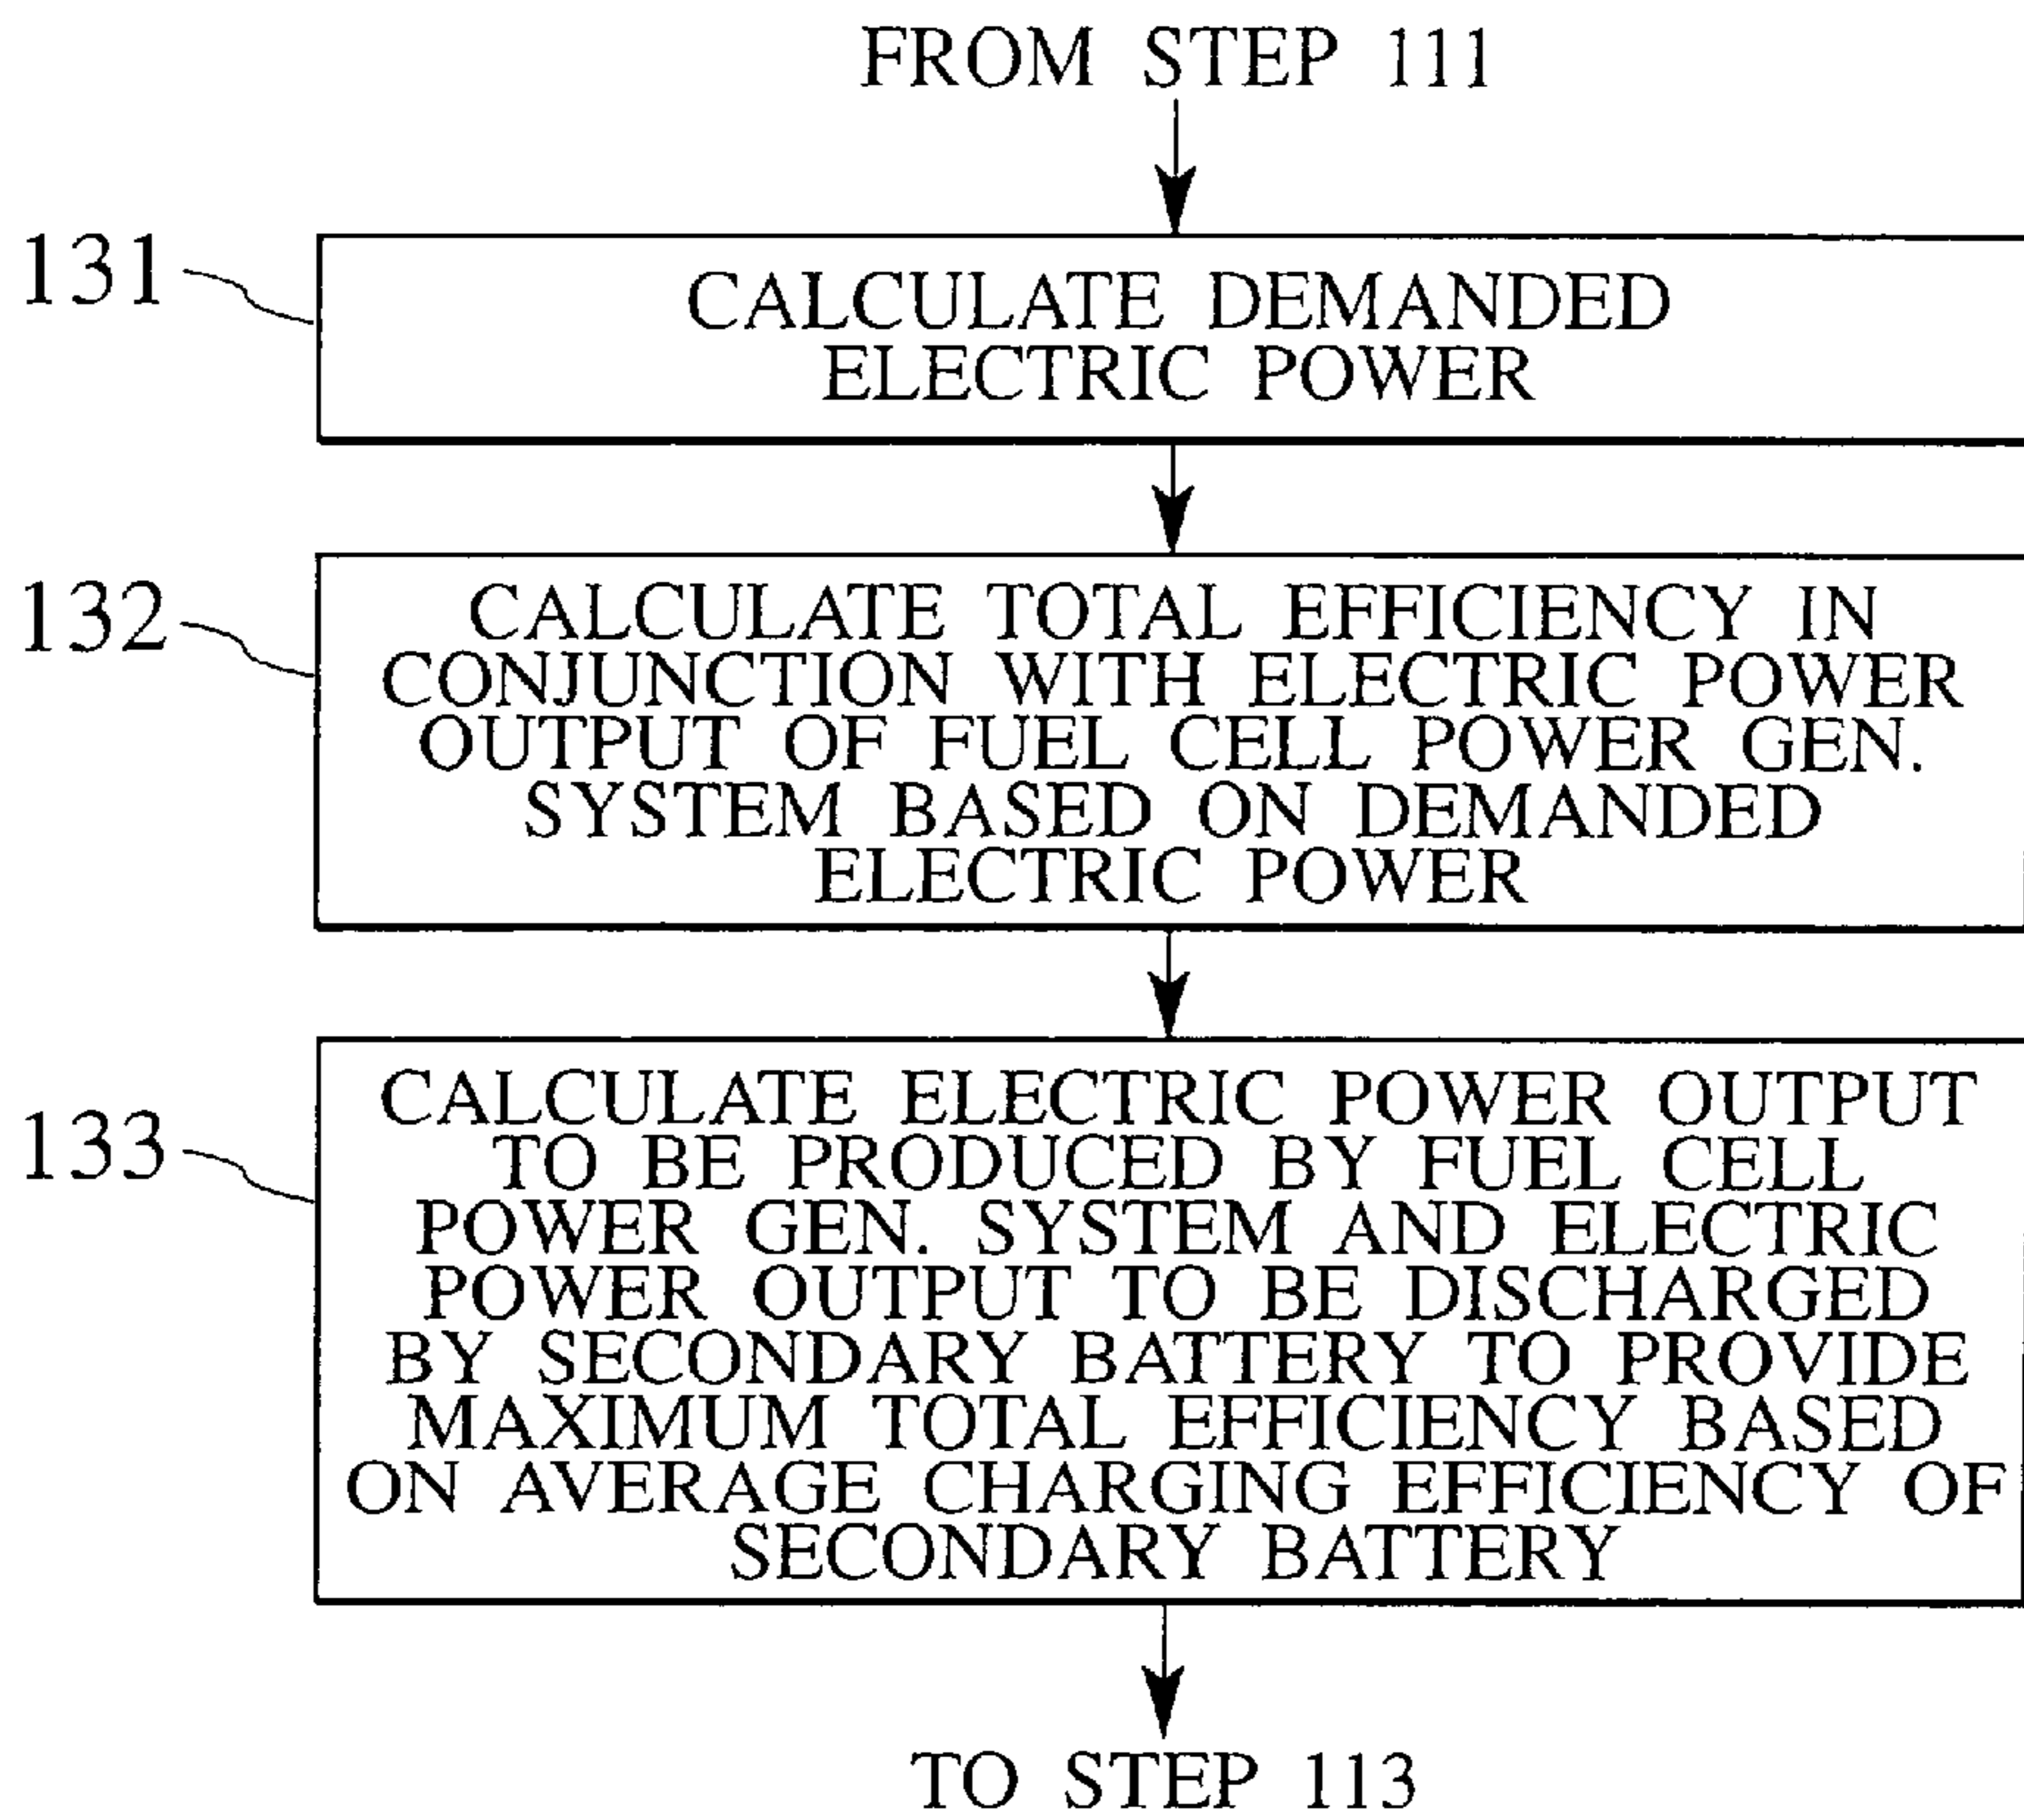 FROM STEP 111
131
CALCULATE DEMANDED
ELECTRIC POWER
132
CALCULATE TOTAL EFFICIENCY IN
CONJUNCTION WITH ELECTRIC POWER
OUTPUT OF FUEL CELL POWER GEN.
SYSTEM BASED ON DEMANDED
ELECTRIC POWER
133
CALCULATE ELECTRIC POWER OUTPUT
TO BE PRODUCED BY FUEL CELL
POWER GEN. SYSTEM AND ELECTRIC
POWER OUTPUT TO BE DISCHARGED
BY SECONDARY BATTERY TO PROVIDE
MAXIMUM TOTAL EFFICIENCY BASED
ON AVERAGE CHARGING EFFICIENCY OF
SECONDARY BATTERY
TO STEP 113